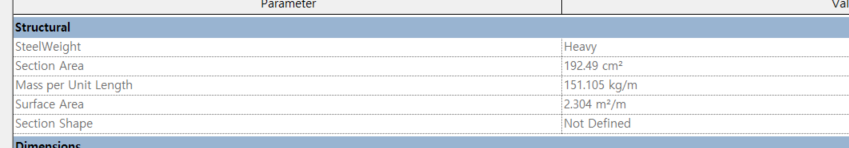 Parameter Val
Structural
SteelWeight Heavy
Section Area 192.49 cm²
Mass per Unit Length 151.105 kg/m
Surface Area 2.304 m²/m
Section Shape Not Defined
Dimensions